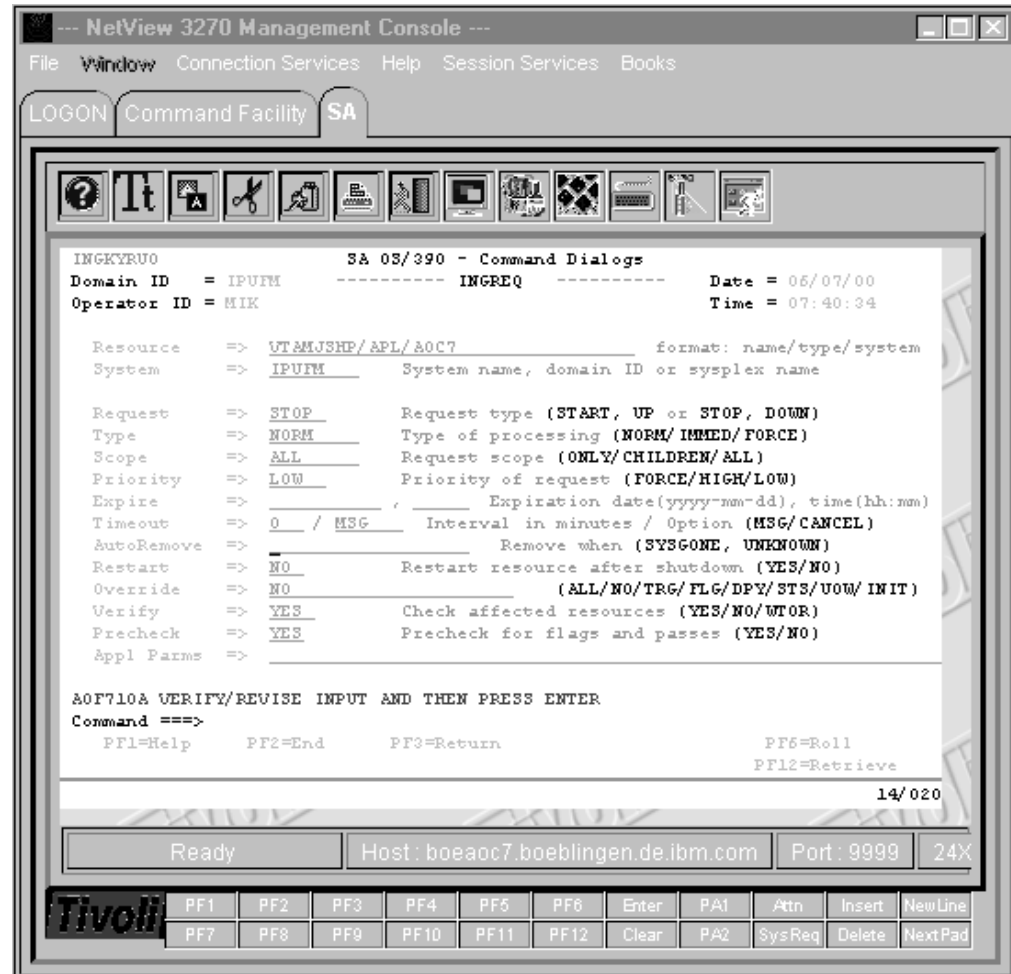 --- NetView 3270 Management Console ---
File Window Connection Services Help Session Services Books
LOGON Command Facility SA
INGKYRU0 SA OS/390 - Command Dialogs
Domain ID = IPUFM ---------- INGREQ ---------- Date = 06/07/00
Operator ID = MIK Time = 07:40:34
Resource => VTAMJSHP/APL/AOC7 format: name/type/system
System => IPUFM System name, domain ID or sysplex name
Request => STOP Request type (START, UP or STOP, DOWN)
Type => NORM Type of processing (NORM/IMMED/FORCE)
Scope => ALL Request scope (ONLY/CHILDREN/ALL)
Priority => LOW Priority of request (FORCE/HIGH/LOW)
Expire => , Expiration date(yyyy-mm-dd), time(hh:mm)
Timeout => 0 / MSG Interval in minutes / Option (MSG/CANCEL)
AutoRemove => Remove when (SYSGONE, UNKNOWN)
Restart => NO Restart resource after shutdown (YES/NO)
Override => NO (ALL/NO/TRG/FLG/DPY/STS/UOW/INIT)
Verify => YES Check affected resources (YES/NO/WTOR)
Precheck => YES Precheck for flags and passes (YES/NO)
Appl Parms =>
AOF710A VERIFY/REVISE INPUT AND THEN PRESS ENTER
Command ===>
PF1=Help PF2=End PF3=Return PF6=Roll
PF12=Retrieve
14/020
Ready Host : boeaoc7.boeblingen.de.ibm.com Port : 9999 24X
Tivoli PF1 PF2 PF3 PF4 PF5 PF6 Enter PA1 Attn Insert NewLine
PF7 PF8 PF9 PF10 PF11 PF12 Clear PA2 SysReq Delete NextPad